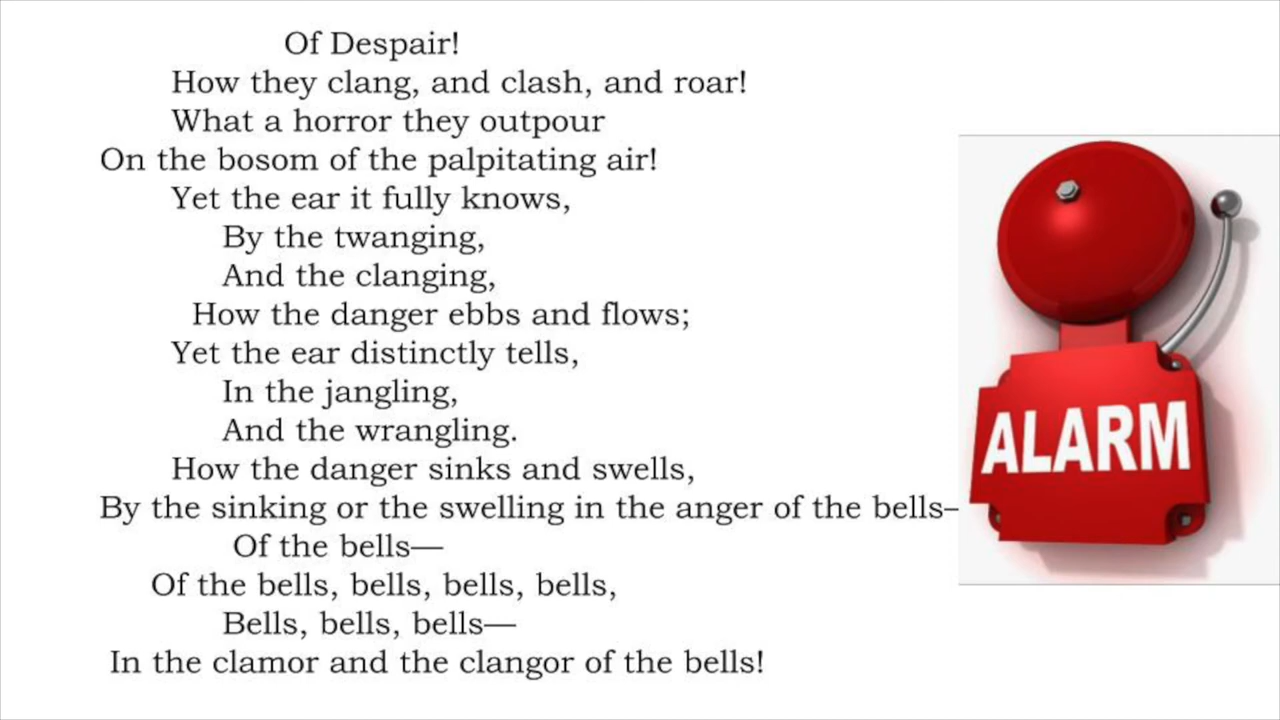 Of Despair!
How they clang, and clash, and roar!
What a horror they outpour
On the bosom of the palpitating air!
Yet the ear it fully knows,
By the twanging,
And the clanging,
How the danger ebbs and flows;
Yet the ear distinctly tells,
In the jangling,
And the wrangling.
How the danger sinks and swells,
By the sinking or the swelling in the anger of the bells—
Of the bells—
Of the bells, bells, bells, bells,
Bells, bells, bells—
In the clamor and the clangor of the bells!
ALARM